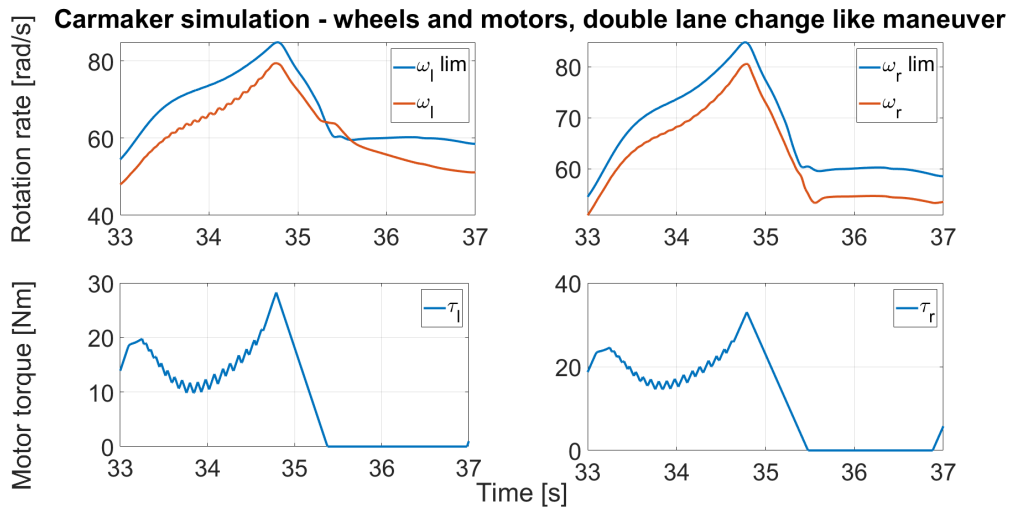 Carmaker simulation - wheels and motors, double lane change like maneuver
Rotation rate [rad/s]
80
60
40
33 34 35 36 37
ω_l lim
ω_l
80
70
60
33 34 35 36 37
ω_r lim
ω_r
Motor torque [Nm]
30
20
10
0
33 34 35 36 37
τ_l
40
20
0
33 34 35 36 37
τ_r
Time [s]